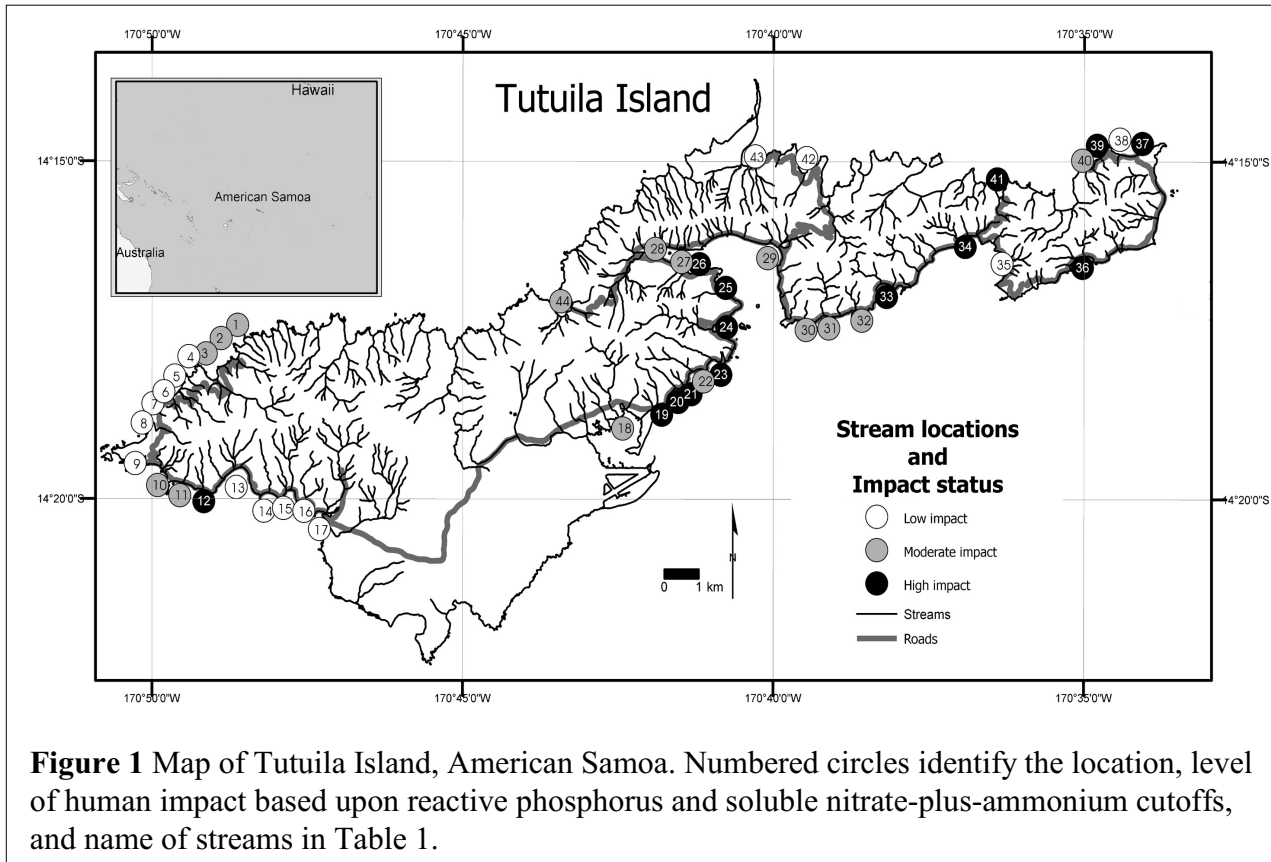 170°50'0"W 170°45'0"W 170°40'0"W 170°35'0"W
Hawaii
American Samoa
Australia
Tutuila Island
14°15'0"S 14°15'0"S
43 42 38 37
39
40
41
34
35
36
28 27 26 29
25
33
44
24
32
30 31
1
2
3
4
5
6
7
8
23
22
21
20
19
18
9
10
11
12
13
14 15 16
17
14°20'0"S 14°20'0"S
Stream locations
and
Impact status
Low impact
Moderate impact
High impact
Streams
Roads
N
0 1 km
170°50'0"W 170°45'0"W 170°40'0"W 170°35'0"W
Figure 1 Map of Tutuila Island, American Samoa. Numbered circles identify the location, level
of human impact based upon reactive phosphorus and soluble nitrate-plus-ammonium cutoffs,
and name of streams in Table 1.